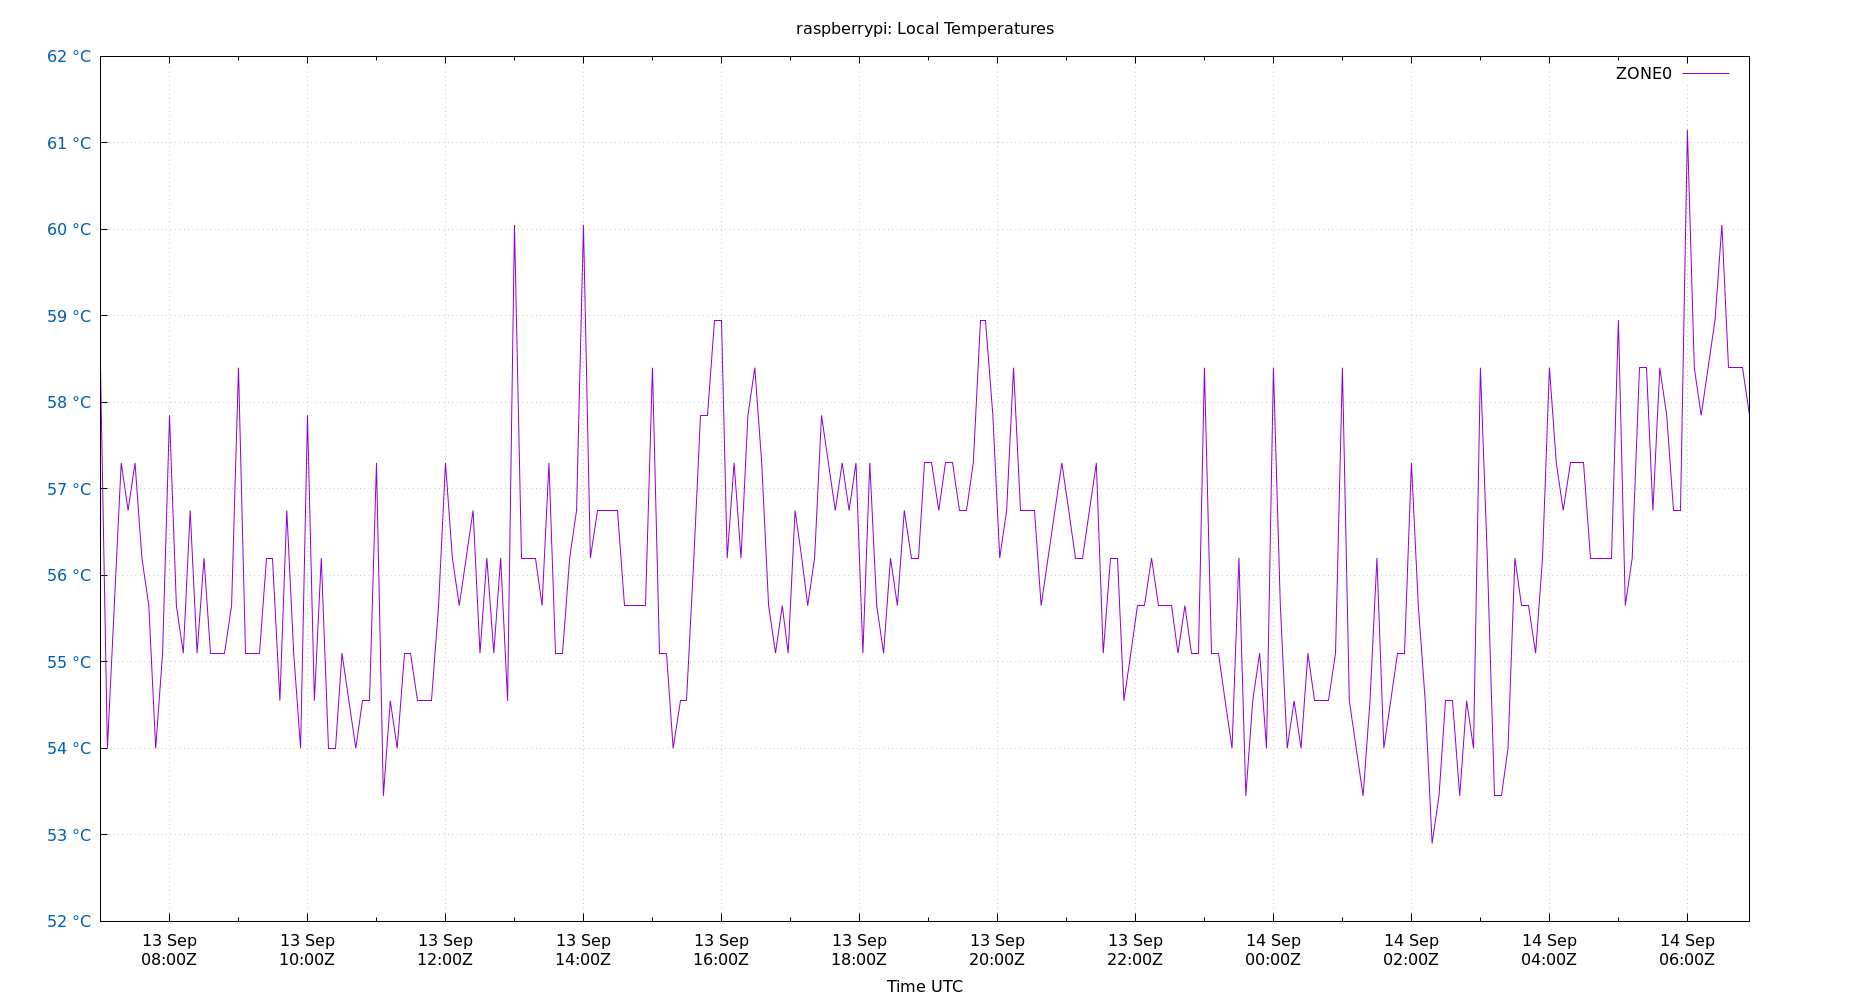 raspberrypi: Local Temperatures
62 °C
61 °C
60 °C
59 °C
58 °C
57 °C
56 °C
55 °C
54 °C
53 °C
52 °C
ZONE0
13 Sep 13 Sep 13 Sep 13 Sep 13 Sep 13 Sep 13 Sep 13 Sep 14 Sep 14 Sep 14 Sep 14 Sep
08:00Z 10:00Z 12:00Z 14:00Z 16:00Z 18:00Z 20:00Z 22:00Z 00:00Z 02:00Z 04:00Z 06:00Z
Time UTC